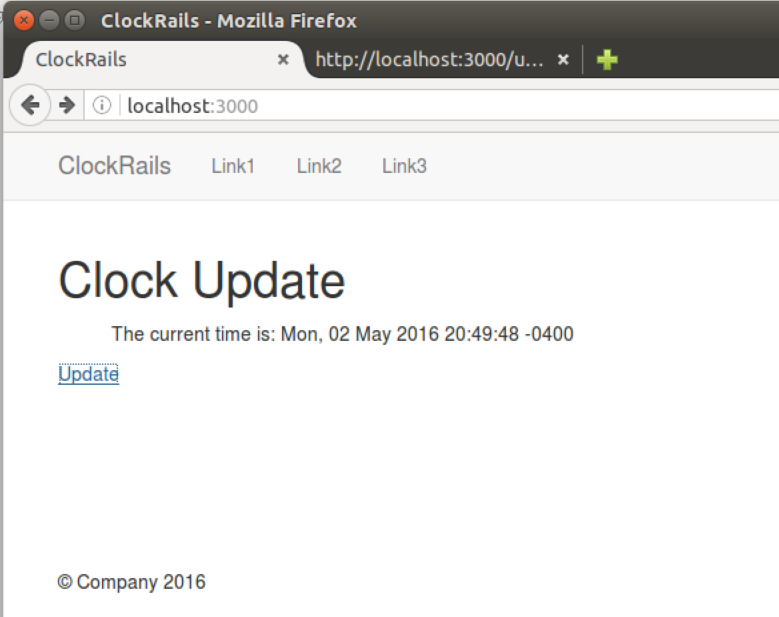 ClockRails - Mozilla Firefox
ClockRails × http://localhost:3000/u... ×
localhost:3000
ClockRails Link1 Link2 Link3
Clock Update
The current time is: Mon, 02 May 2016 20:49:48 -0400
Update
© Company 2016